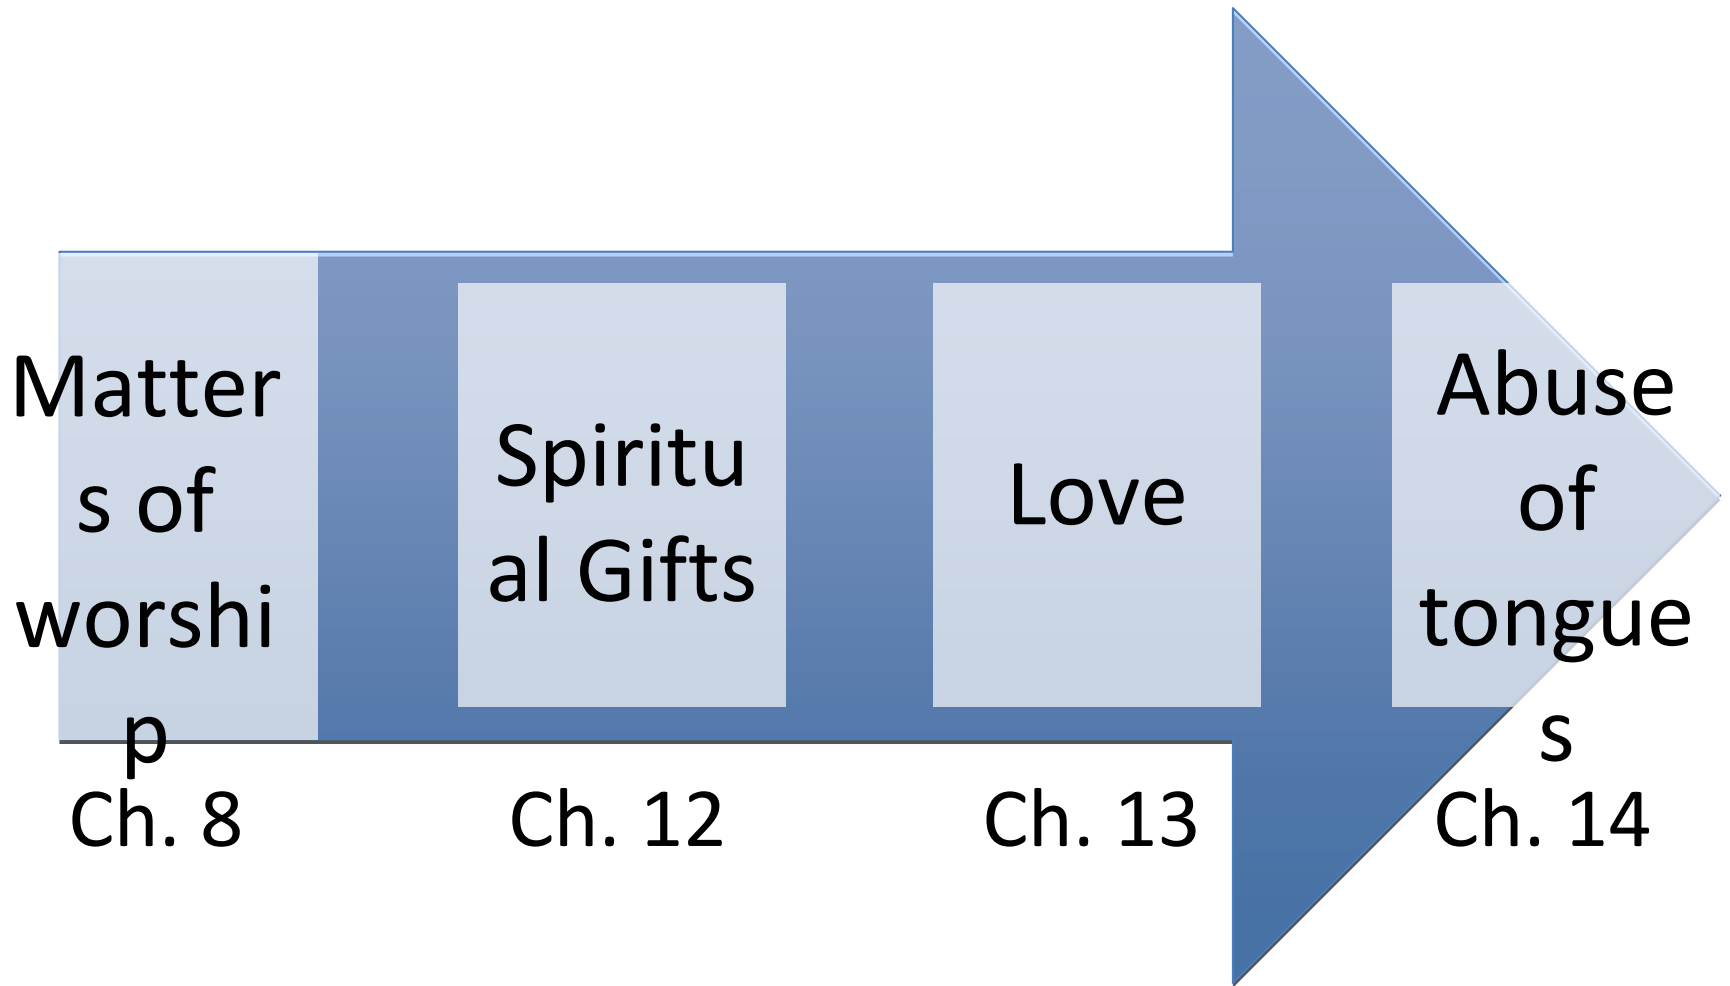 Matter
s of
worshi
p
Ch. 8
Spiritu
al Gifts
Ch. 12
Love
Ch. 13
Abuse
of
tongue
s
Ch. 14